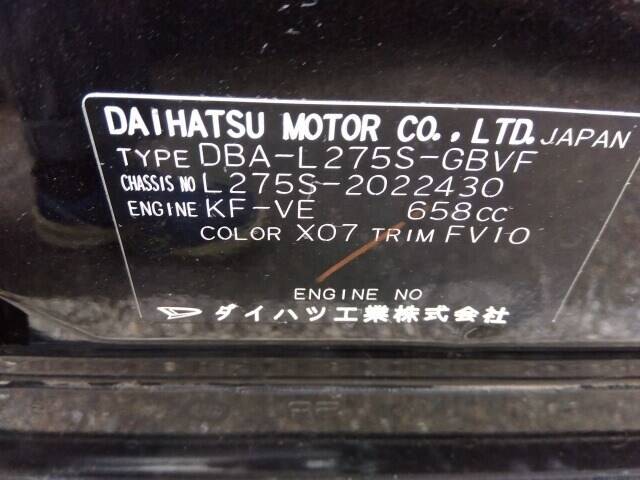 DAIHATSU MOTOR CO., LTD. JAPAN
TYPE DBA-L275S-GBVF
CHASSIS NO L275S-2022430
ENGINE KF-VE 658cc
COLOR X07 TRIM FV10
ENGINE NO
ダイハツ工業株式会社